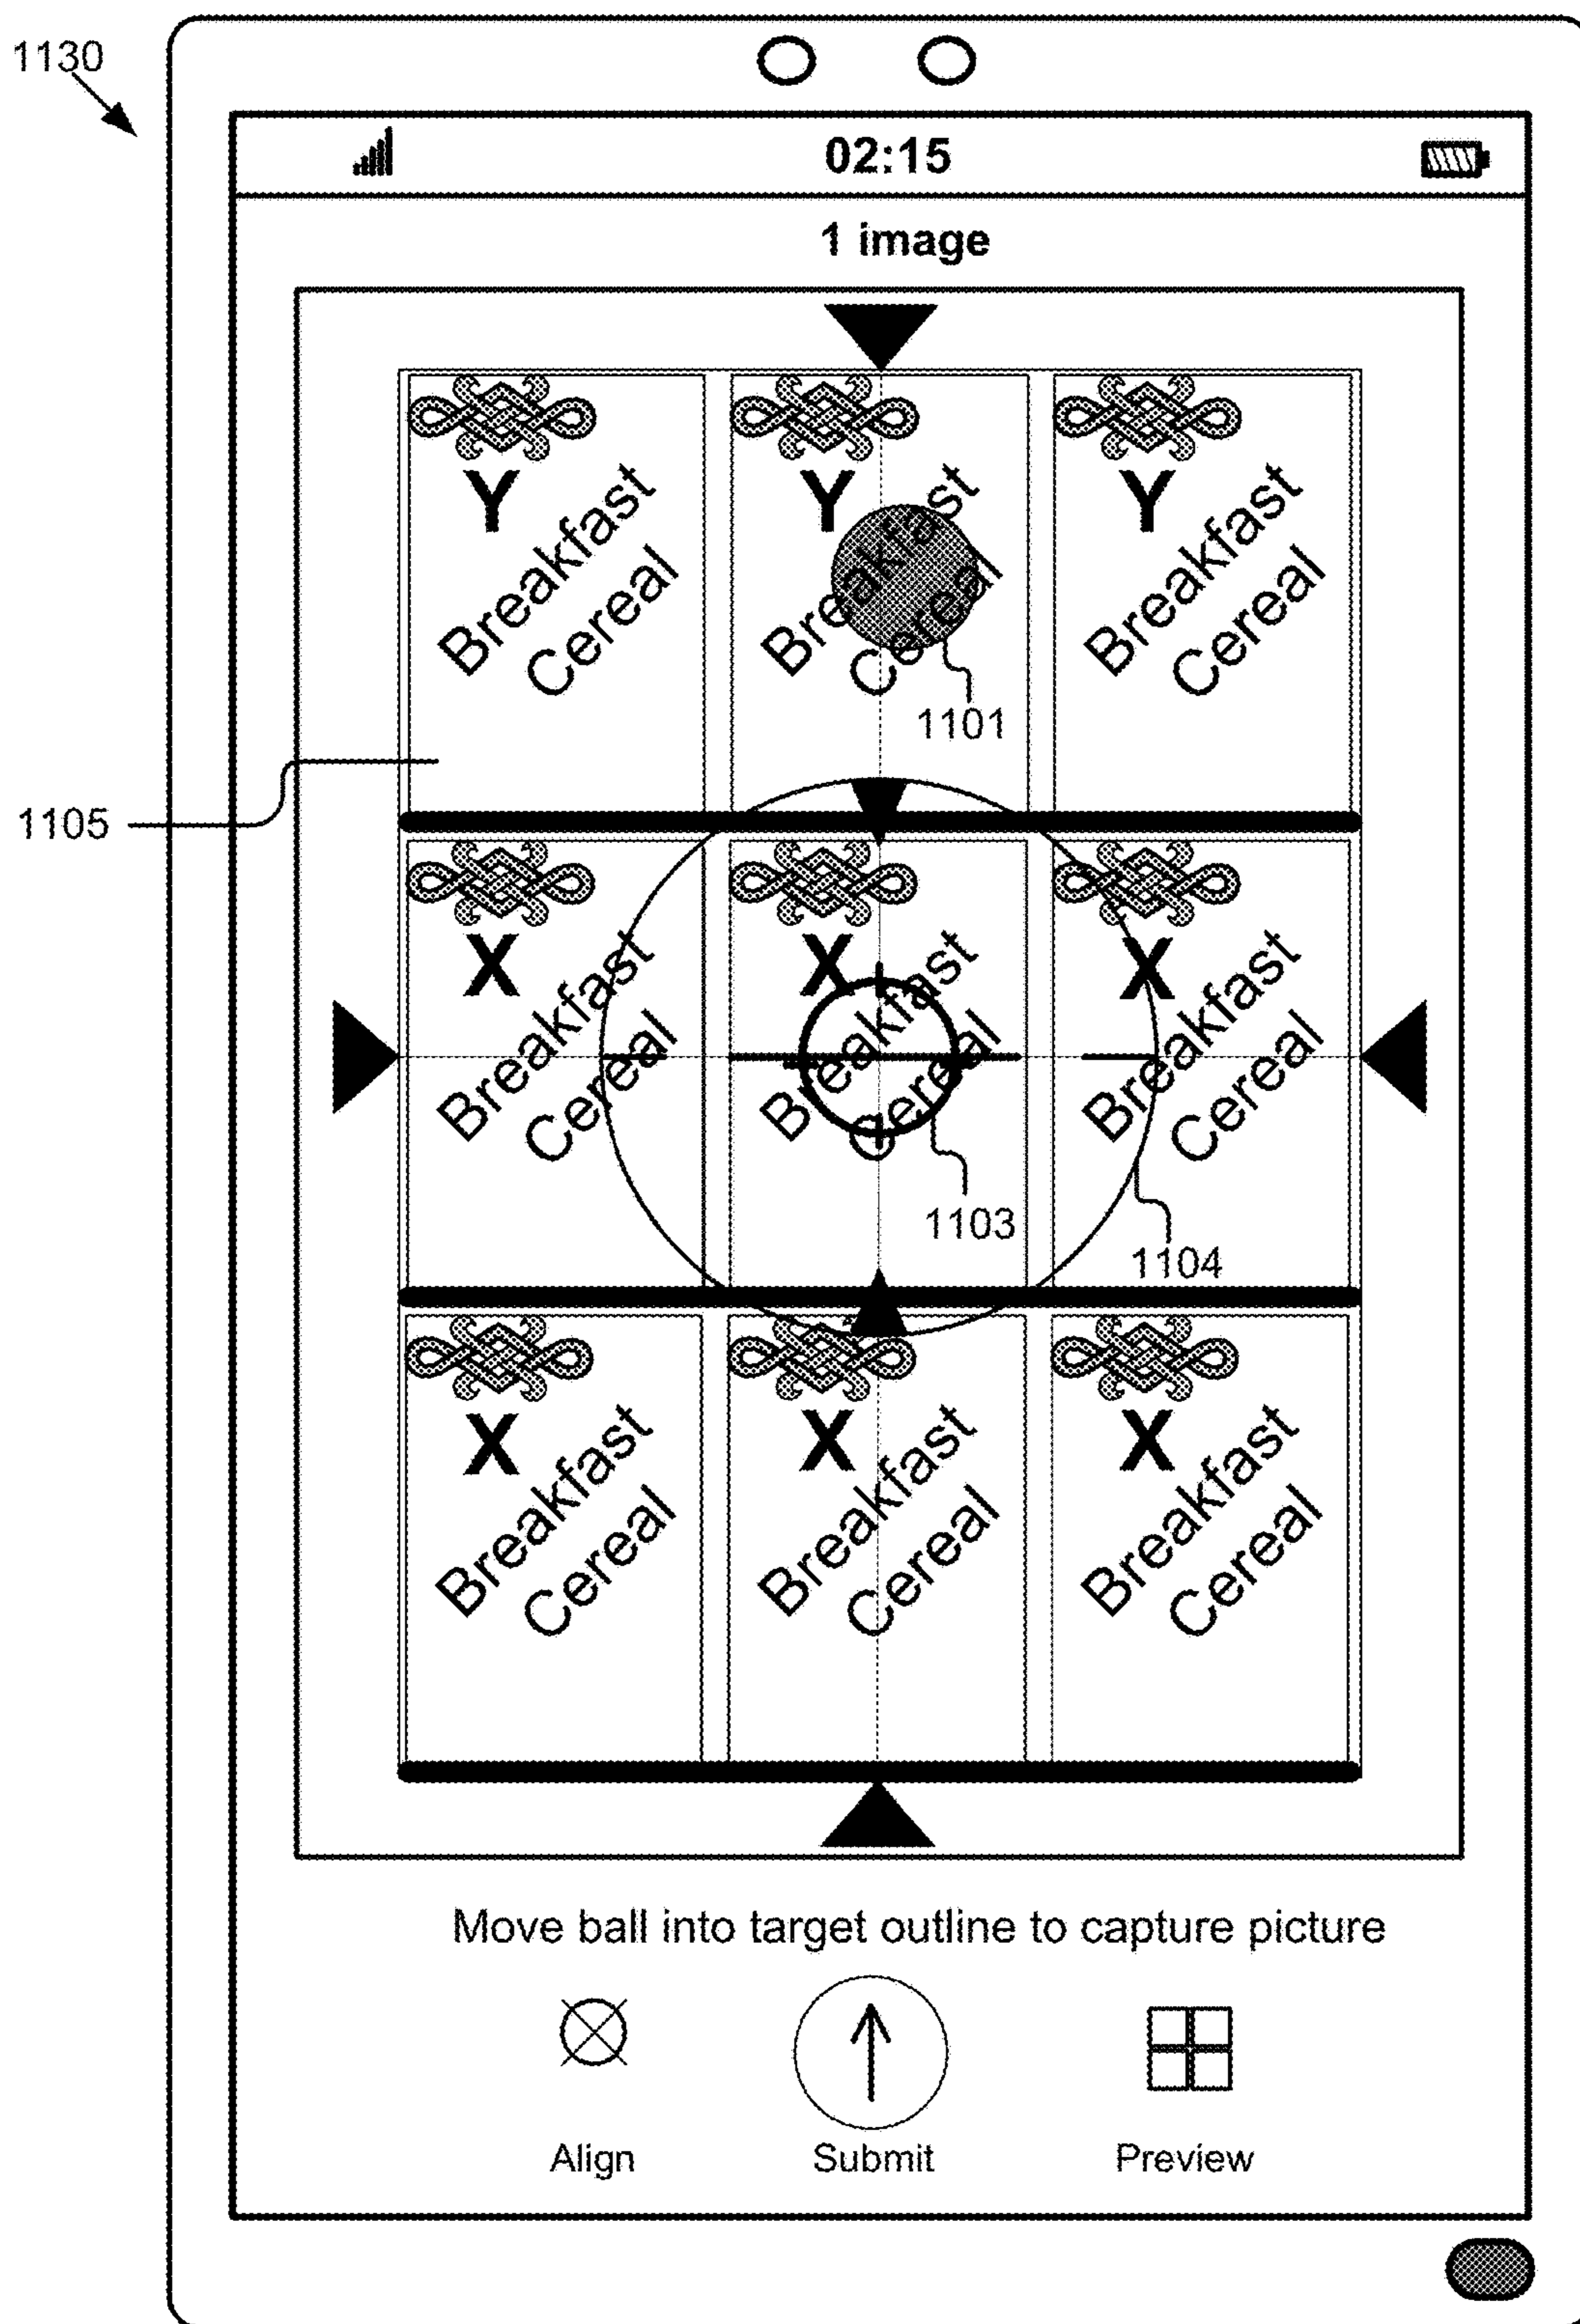 1130
02:15
1 image
Y
Breakfast
Cereal
Y
Breakfast
Cereal
Y
Breakfast
Cereal
1101
1105
X
Breakfast
Cereal
X
Breakfast
Cereal
X
Breakfast
Cereal
1103
1104
X
Breakfast
Cereal
X
Breakfast
Cereal
X
Breakfast
Cereal
Move ball into target outline to capture picture
Align
Submit
Preview